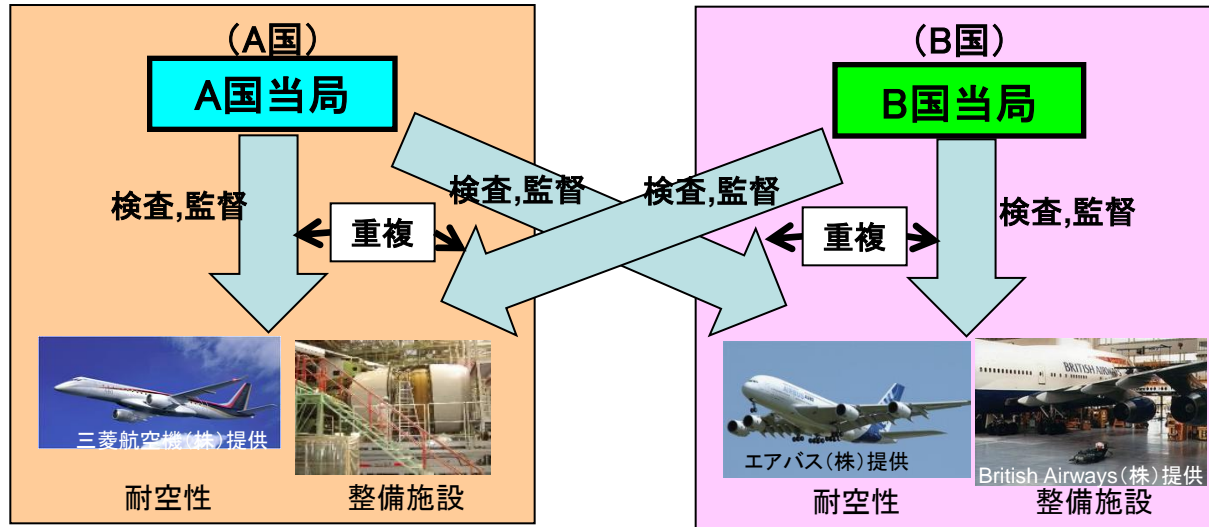 （A国）
A国当局
検査,監督
重複
検査,監督
三菱航空機（株）提供
耐空性
整備施設
（B国）
B国当局
検査,監督
重複
検査,監督
AIRBUS
エアバス（株）提供
BRITISH AIRWAYS
British Airways（株）提供
耐空性
整備施設